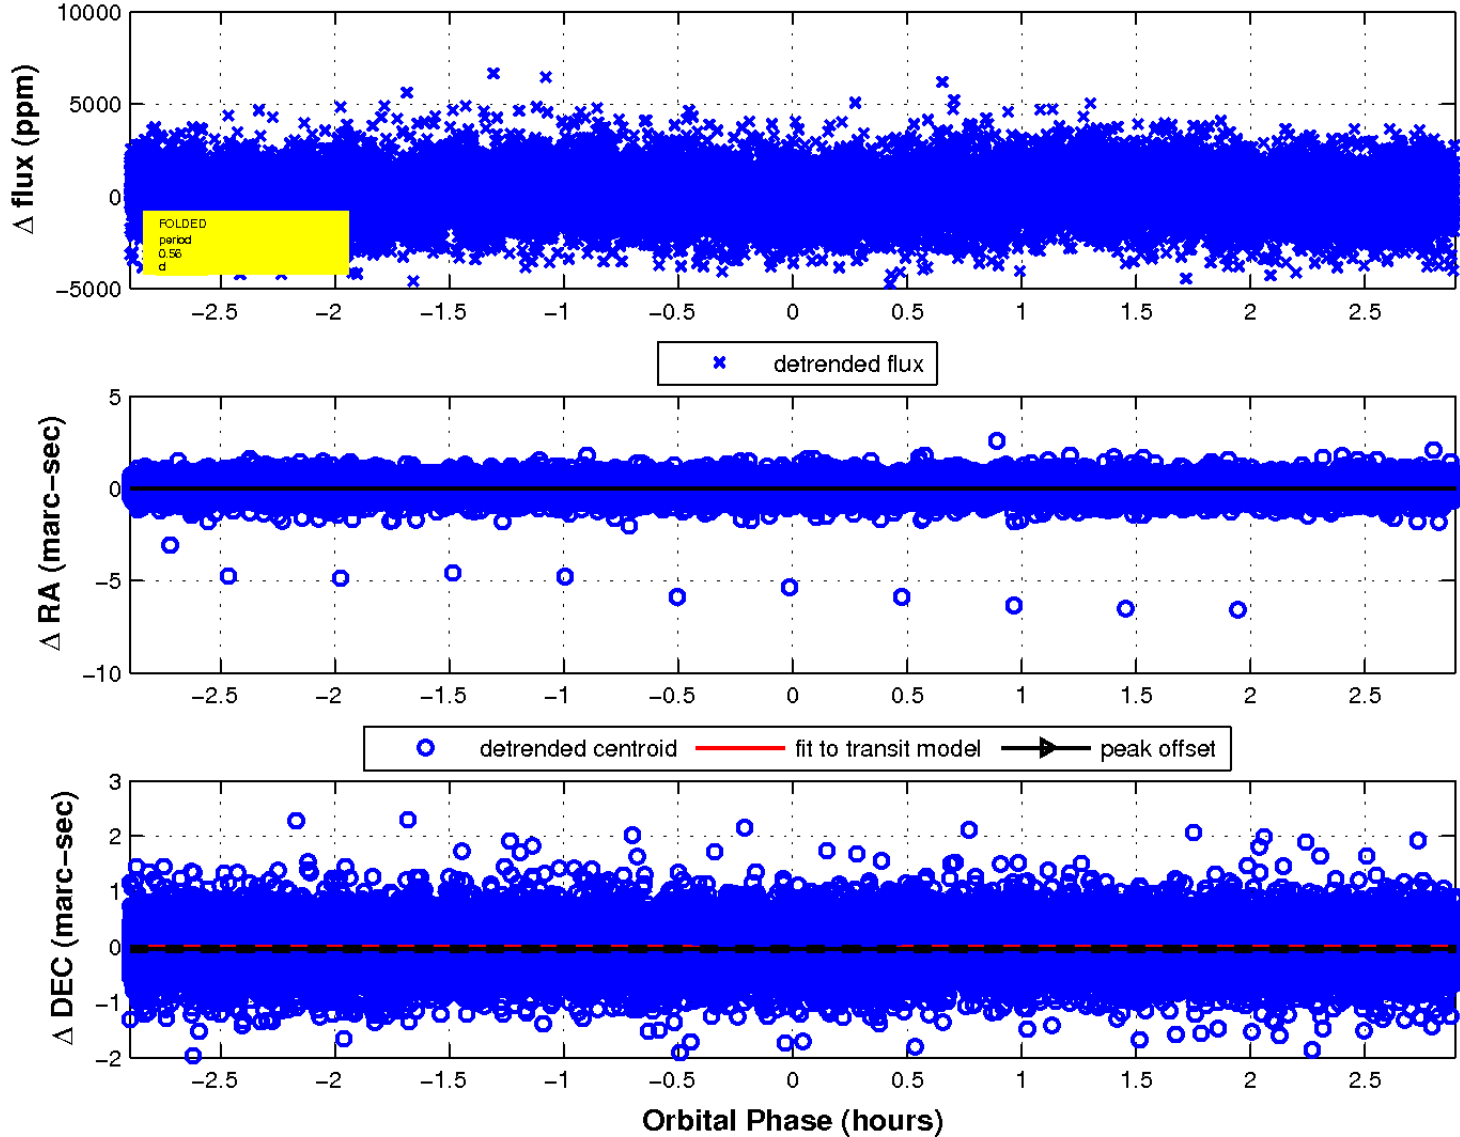 10000
5000
0
−5000
Δ flux (ppm)
FOLDED
period
0.56
d
−2.5 −2 −1.5 −1 −0.5 0 0.5 1 1.5 2 2.5
detrended flux
5
0
−5
−10
Δ RA (marc−sec)
−2.5 −2 −1.5 −1 −0.5 0 0.5 1 1.5 2 2.5
detrended centroid fit to transit model peak offset
3
2
1
0
−1
−2
Δ DEC (marc−sec)
−2.5 −2 −1.5 −1 −0.5 0 0.5 1 1.5 2 2.5
Orbital Phase (hours)